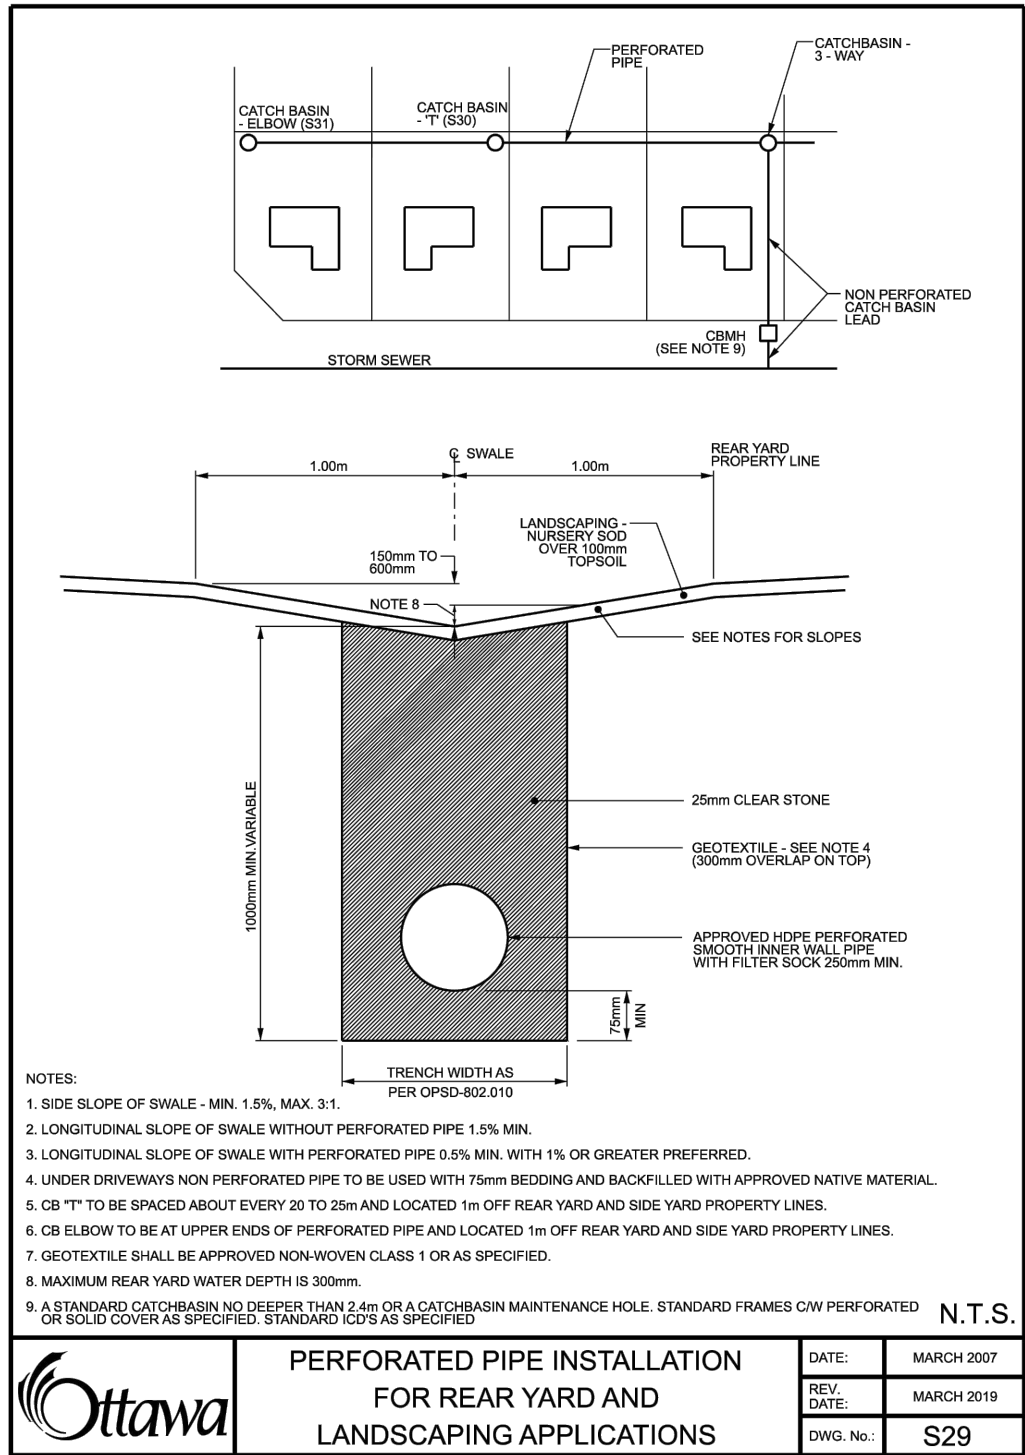 PERFORATED
PIPE
CATCHBASIN -
3 - WAY
CATCH BASIN
- ELBOW (S31)
CATCH BASIN
- 'T' (S30)
NON PERFORATED
CATCH BASIN
LEAD
CBMH
(SEE NOTE 9)
STORM SEWER
℄ SWALE
REAR YARD
PROPERTY LINE
1.00m
1.00m
LANDSCAPING -
NURSERY SOD
OVER 100mm
TOPSOIL
150mm TO
600mm
NOTE 8
SEE NOTES FOR SLOPES
1000mm MIN.VARIABLE
25mm CLEAR STONE
GEOTEXTILE - SEE NOTE 4
(300mm OVERLAP ON TOP)
APPROVED HDPE PERFORATED
SMOOTH INNER WALL PIPE
WITH FILTER SOCK 250mm MIN.
75mm
MIN
TRENCH WIDTH AS
PER OPSD-802.010
NOTES:
1. SIDE SLOPE OF SWALE - MIN. 1.5%, MAX. 3:1.
2. LONGITUDINAL SLOPE OF SWALE WITHOUT PERFORATED PIPE 1.5% MIN.
3. LONGITUDINAL SLOPE OF SWALE WITH PERFORATED PIPE 0.5% MIN. WITH 1% OR GREATER PREFERRED.
4. UNDER DRIVEWAYS NON PERFORATED PIPE TO BE USED WITH 75mm BEDDING AND BACKFILLED WITH APPROVED NATIVE MATERIAL.
5. CB "T" TO BE SPACED ABOUT EVERY 20 TO 25m AND LOCATED 1m OFF REAR YARD AND SIDE YARD PROPERTY LINES.
6. CB ELBOW TO BE AT UPPER ENDS OF PERFORATED PIPE AND LOCATED 1m OFF REAR YARD AND SIDE YARD PROPERTY LINES.
7. GEOTEXTILE SHALL BE APPROVED NON-WOVEN CLASS 1 OR AS SPECIFIED.
8. MAXIMUM REAR YARD WATER DEPTH IS 300mm.
9. A STANDARD CATCHBASIN NO DEEPER THAN 2.4m OR A CATCHBASIN MAINTENANCE HOLE. STANDARD FRAMES C/W PERFORATED
OR SOLID COVER AS SPECIFIED. STANDARD ICD'S AS SPECIFIED
N.T.S.
Ottawa
PERFORATED PIPE INSTALLATION
FOR REAR YARD AND
LANDSCAPING APPLICATIONS
DATE: MARCH 2007
REV.
DATE: MARCH 2019
DWG. No.: S29